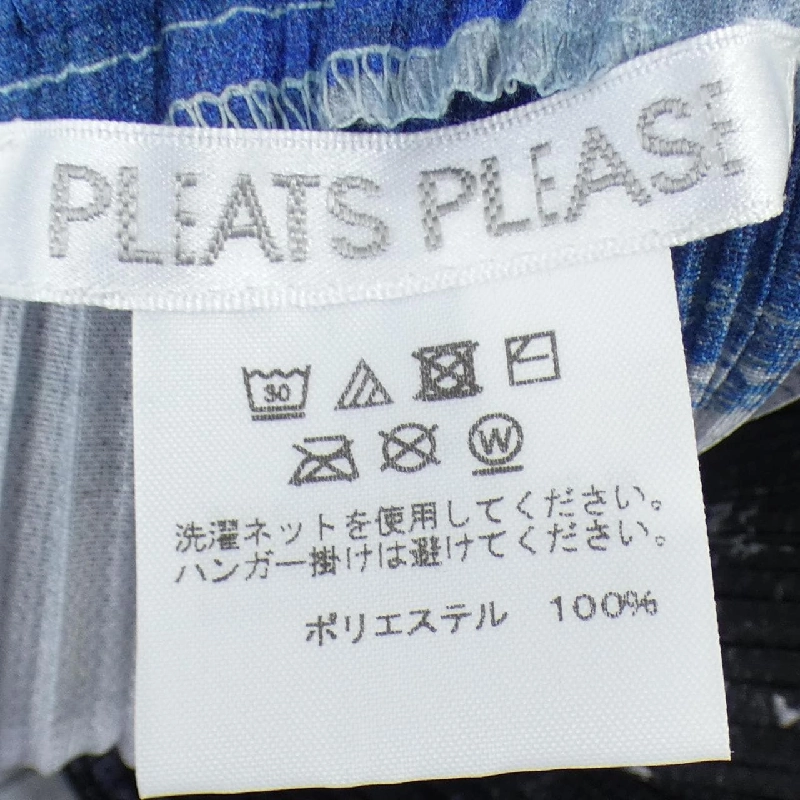 PLEATS PLEASE
30
W
洗濯ネットを使用してください。
ハンガー掛けは避けてください。
ポリエステル 100%